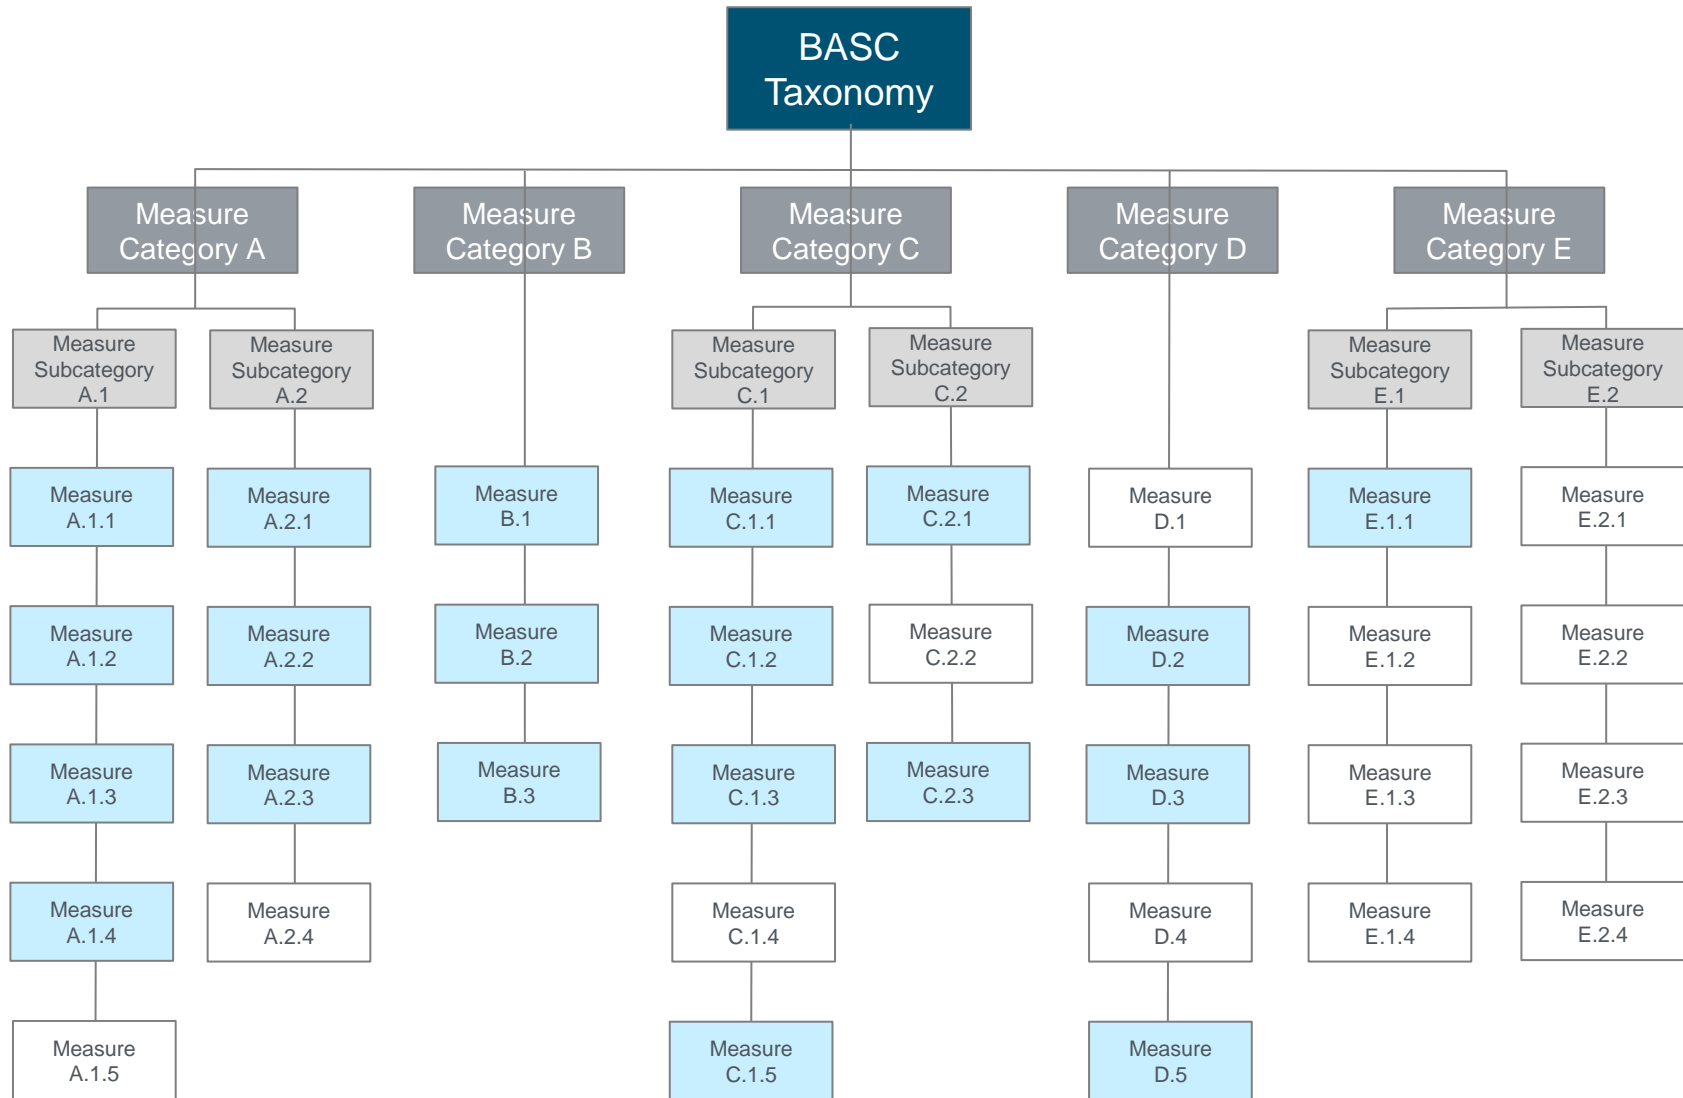 BASC
Taxonomy
Measure
Category A
Measure
Category B
Measure
Category C
Measure
Category D
Measure
Category E
Measure
Subcategory
A.1
Measure
Subcategory
A.2
Measure
Subcategory
C.1
Measure
Subcategory
C.2
Measure
Subcategory
E.1
Measure
Subcategory
E.2
Measure
A.1.1
Measure
A.2.1
Measure
B.1
Measure
C.1.1
Measure
C.2.1
Measure
D.1
Measure
E.1.1
Measure
E.2.1
Measure
A.1.2
Measure
A.2.2
Measure
B.2
Measure
C.1.2
Measure
C.2.2
Measure
D.2
Measure
E.1.2
Measure
E.2.2
Measure
A.1.3
Measure
A.2.3
Measure
B.3
Measure
C.1.3
Measure
C.2.3
Measure
D.3
Measure
E.1.3
Measure
E.2.3
Measure
A.1.4
Measure
A.2.4
Measure
C.1.4
Measure
D.4
Measure
E.1.4
Measure
E.2.4
Measure
A.1.5
Measure
C.1.5
Measure
D.5